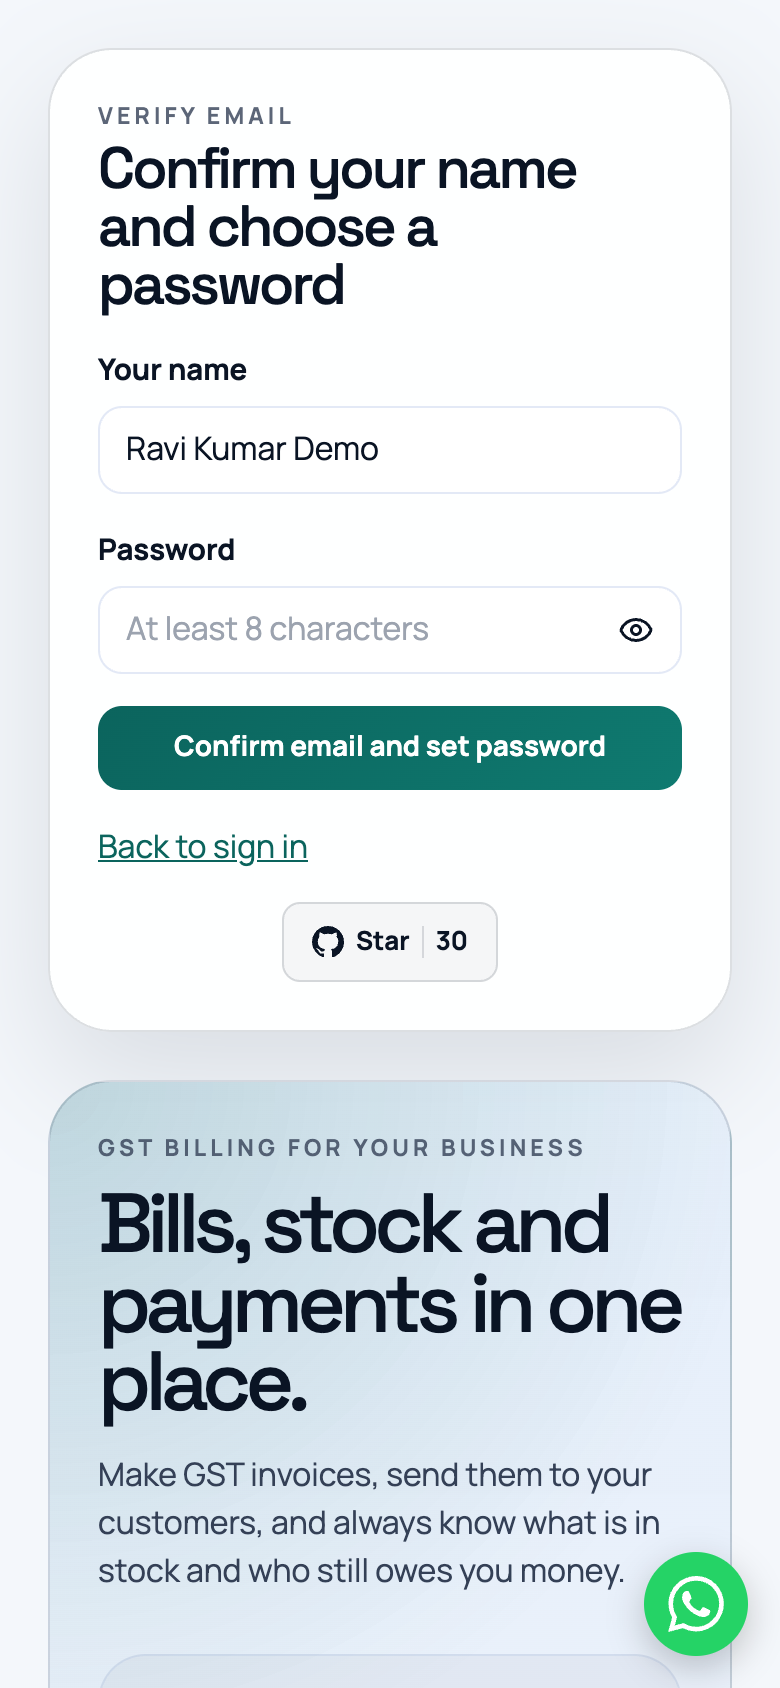 VERIFY EMAIL
Confirm your name
and choose a
password
Your name
Ravi Kumar Demo
Password
At least 8 characters
Confirm email and set password
Back to sign in
Star 30
GST BILLING FOR YOUR BUSINESS
Bills, stock and
payments in one
place.
Make GST invoices, send them to your
customers, and always know what is in
stock and who still owes you money.